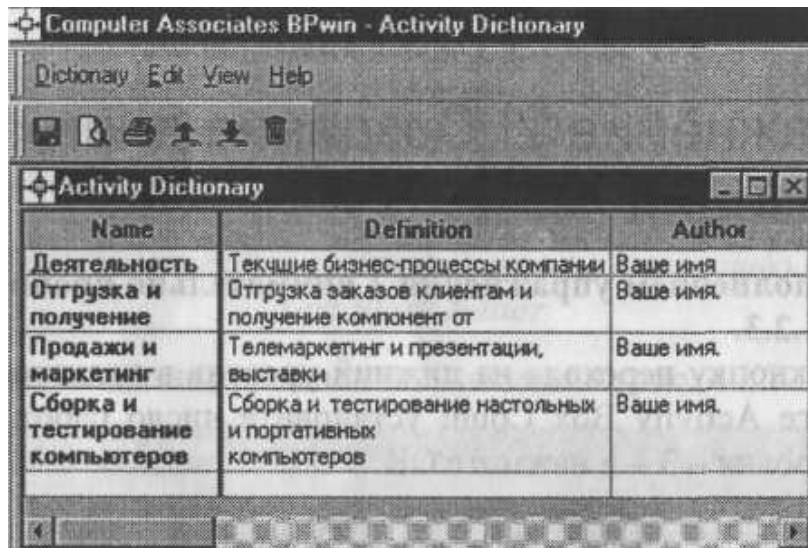 Computer Associates BPwin - Activity Dictionary
Dictionary Edit View Help
Activity Dictionary
Name Definition Author
Деятельность Текущие бизнес-процессы компании Ваше имя
Отгрузка и Отгрузка заказов клиентам и Ваше имя.
получение получение компонент от
Продажи и Телемаркетинг и презентации, Ваше имя.
маркетинг выставки
Сборка и Сборка и тестирование настольных Ваше имя.
тестирование и портативных
компьютеров компьютеров